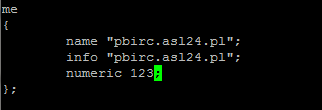 me
{
name "pbirc.asl24.pl";
info "pbirc.asl24.pl";
numeric 123;
};